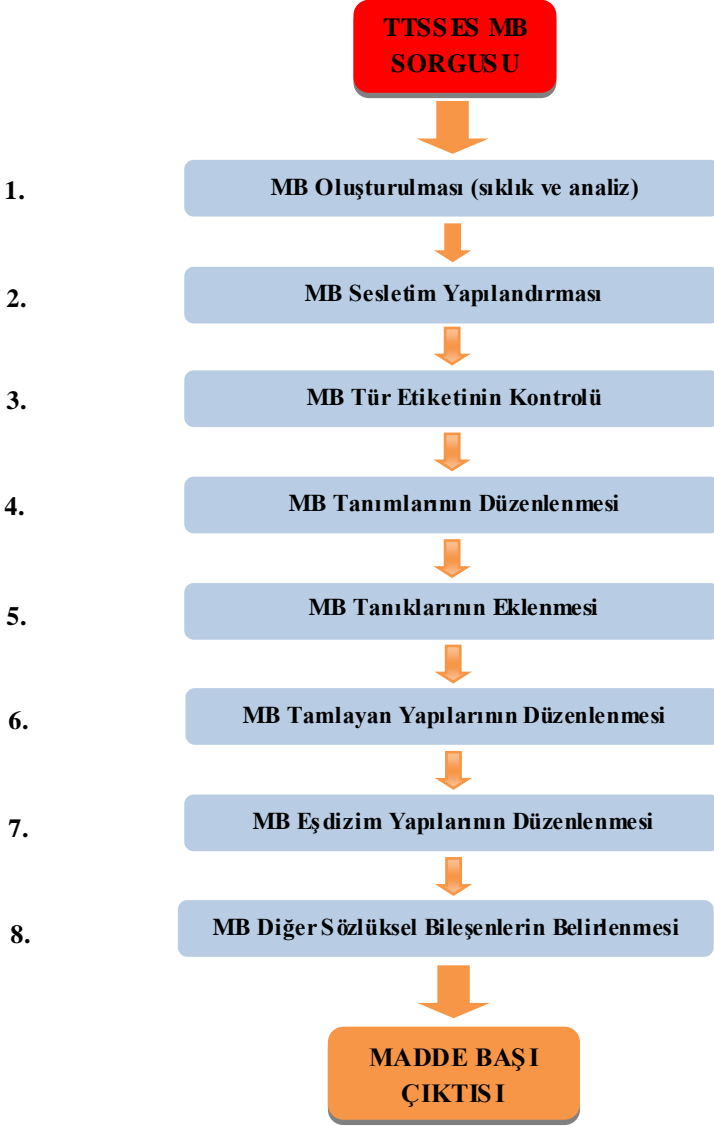 TTSSES MB
SORGUSU
1. MB Oluşturulması (sıklık ve analiz)
2. MB Sesletim Yapılandırması
3. MB Tür Etiketinin Kontrolü
4. MB Tanımlarının Düzenlenmesi
5. MB Tanıklarının Eklenmesi
6. MB Tamlayan Yapılarının Düzenlenmesi
7. MB Eşdizim Yapılarının Düzenlenmesi
8. MB Diğer Sözlüksel Bileşenlerin Belirlenmesi
MADDE BAŞI
ÇIKTISI